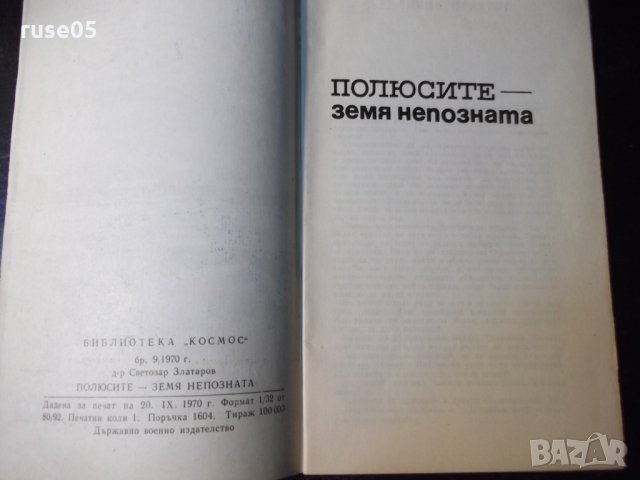 ruse05
БИБЛИОТЕКА „КОСМОС"
бр. 9,1970 г.
д-р Светозар Златаров
ПОЛЮСИТЕ — ЗЕМЯ НЕПОЗНАТА
Дадена за печат на 20. IX. 1970 г. Формат 1/32 от
80/92. Печатни коли 1. Поръчка 1604. Тираж 100 000
Държавно военно издателство
ПОЛЮСИТЕ —
земя непозната
BAZAR